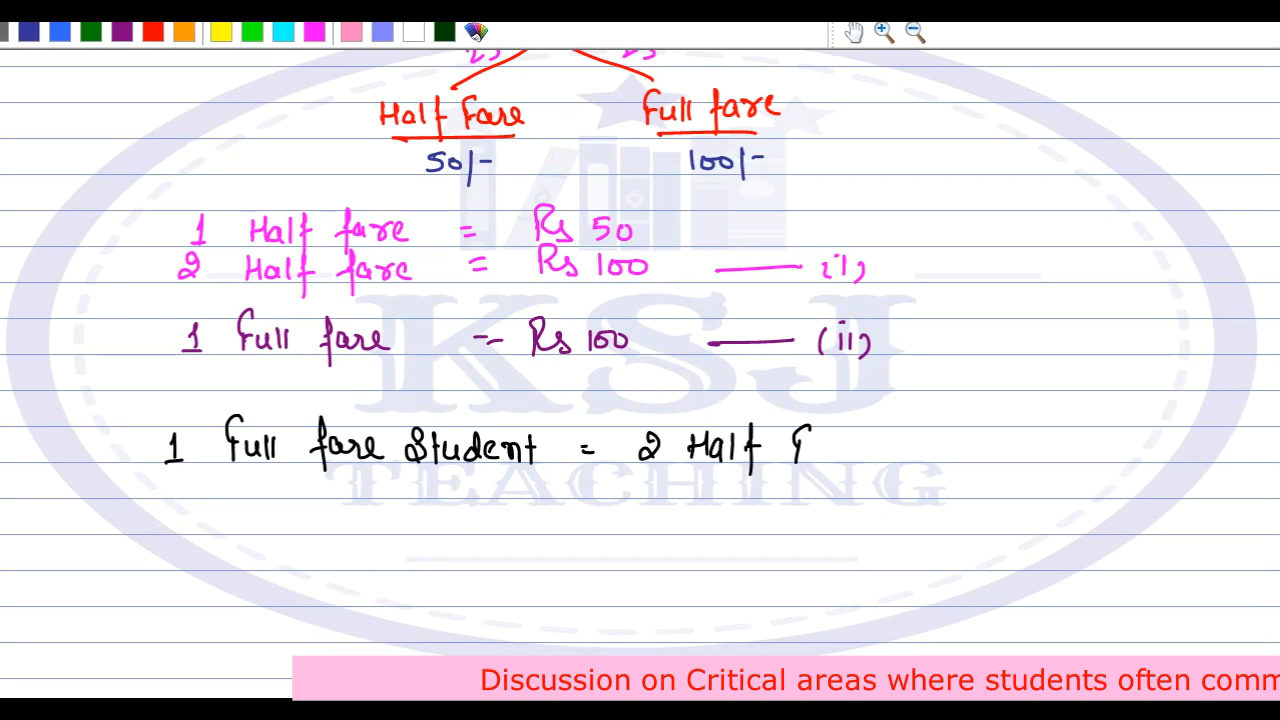 Half Fare Full fare
50/- 100/-
1 Half fare = Rs 50
2 Half fare = Rs 100 —— (i)
1 Full fare = Rs 100 —— (ii)
1 Full fare Student = 2 Half
KSJ
TEACHING
Discussion on Critical areas where students often comm